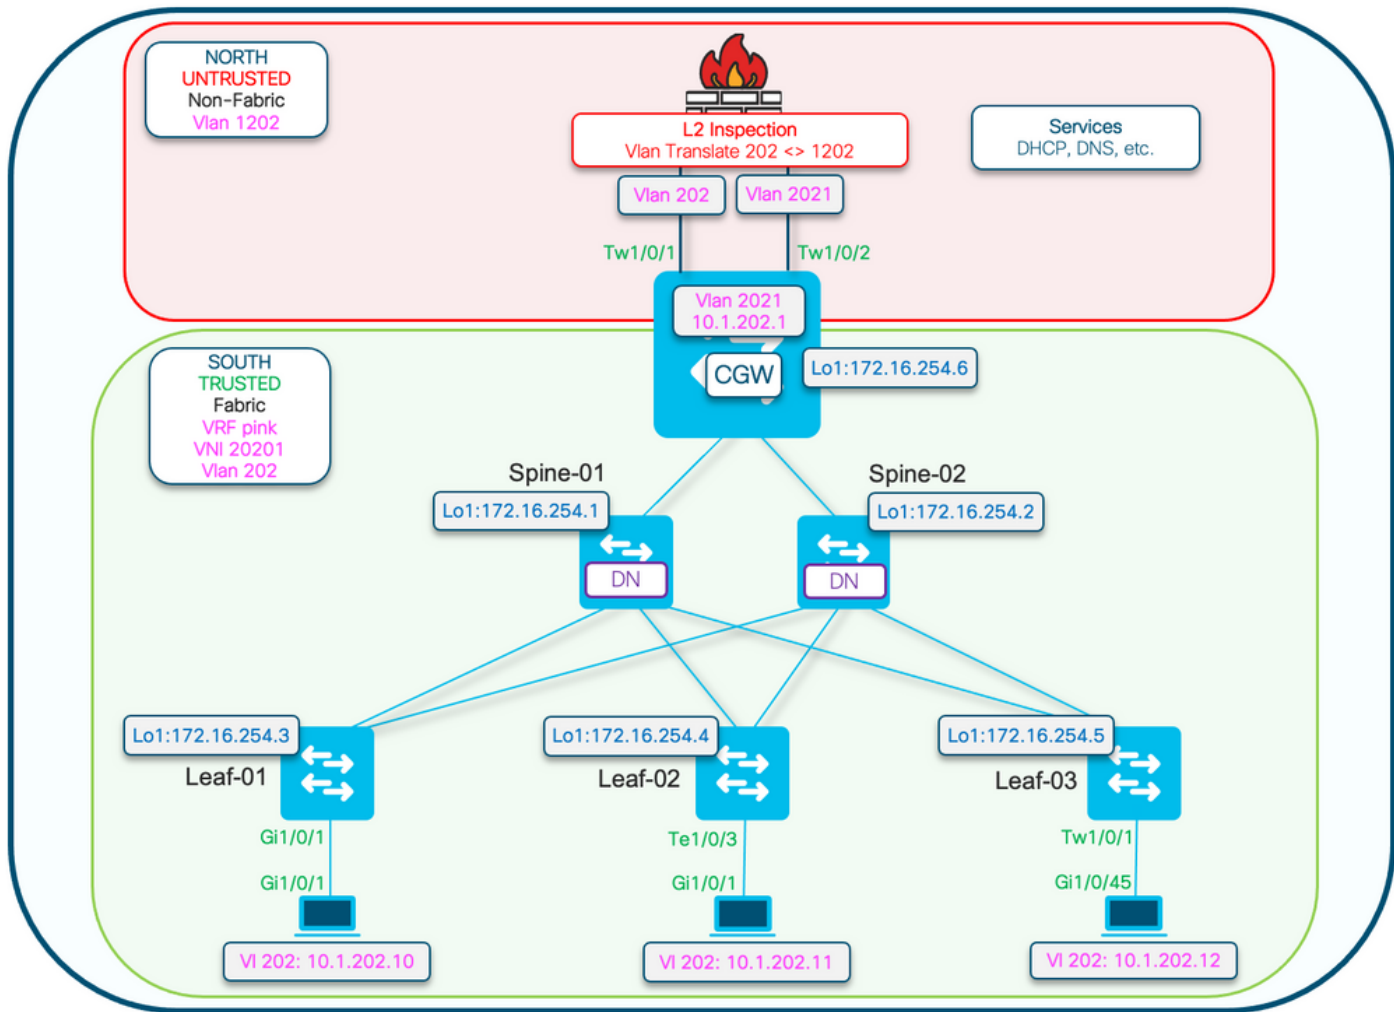 NORTH
UNTRUSTED
Non-Fabric
Vlan 1202
L2 Inspection
Vlan Translate 202 <> 1202
Services
DHCP, DNS, etc.
Vlan 202
Vlan 2021
Tw1/0/1
Tw1/0/2
Vlan 2021
10.1.202.1
CGW
Lo1:172.16.254.6
SOUTH
TRUSTED
Fabric
VRF pink
VNI 20201
Vlan 202
Spine-01
Lo1:172.16.254.1
DN
Spine-02
Lo1:172.16.254.2
DN
Lo1:172.16.254.3
Leaf-01
Lo1:172.16.254.4
Leaf-02
Lo1:172.16.254.5
Leaf-03
Gi1/0/1
Te1/0/3
Tw1/0/1
Gi1/0/1
Gi1/0/1
Gi1/0/45
VI 202: 10.1.202.10
VI 202: 10.1.202.11
VI 202: 10.1.202.12